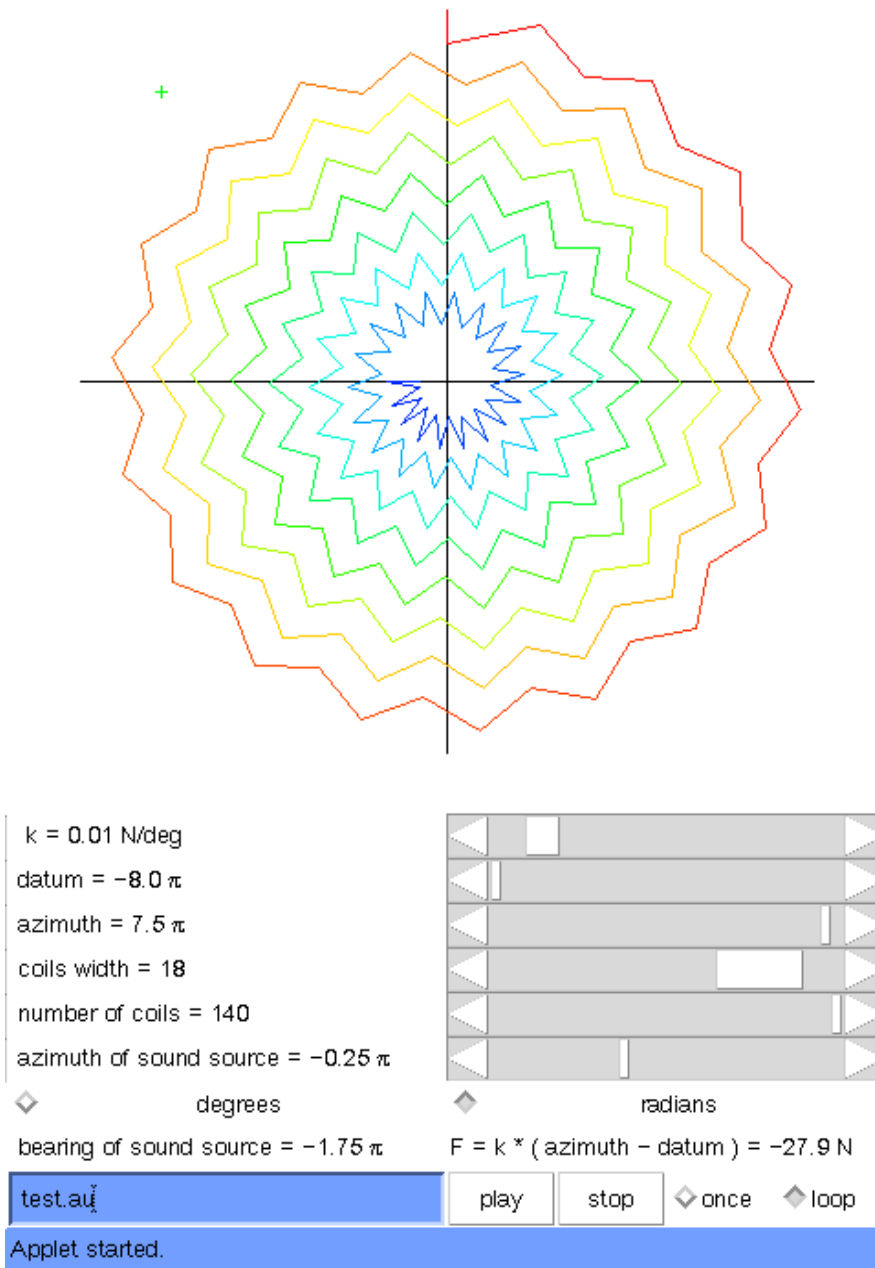 k = 0.01 N/deg
datum = −8.0 π
azimuth = 7.5 π
coils width = 18
number of coils = 140
azimuth of sound source = −0.25 π
degrees radians
bearing of sound source = −1.75 π F = k * ( azimuth − datum ) = −27.9 N
test.au play stop once loop
Applet started.